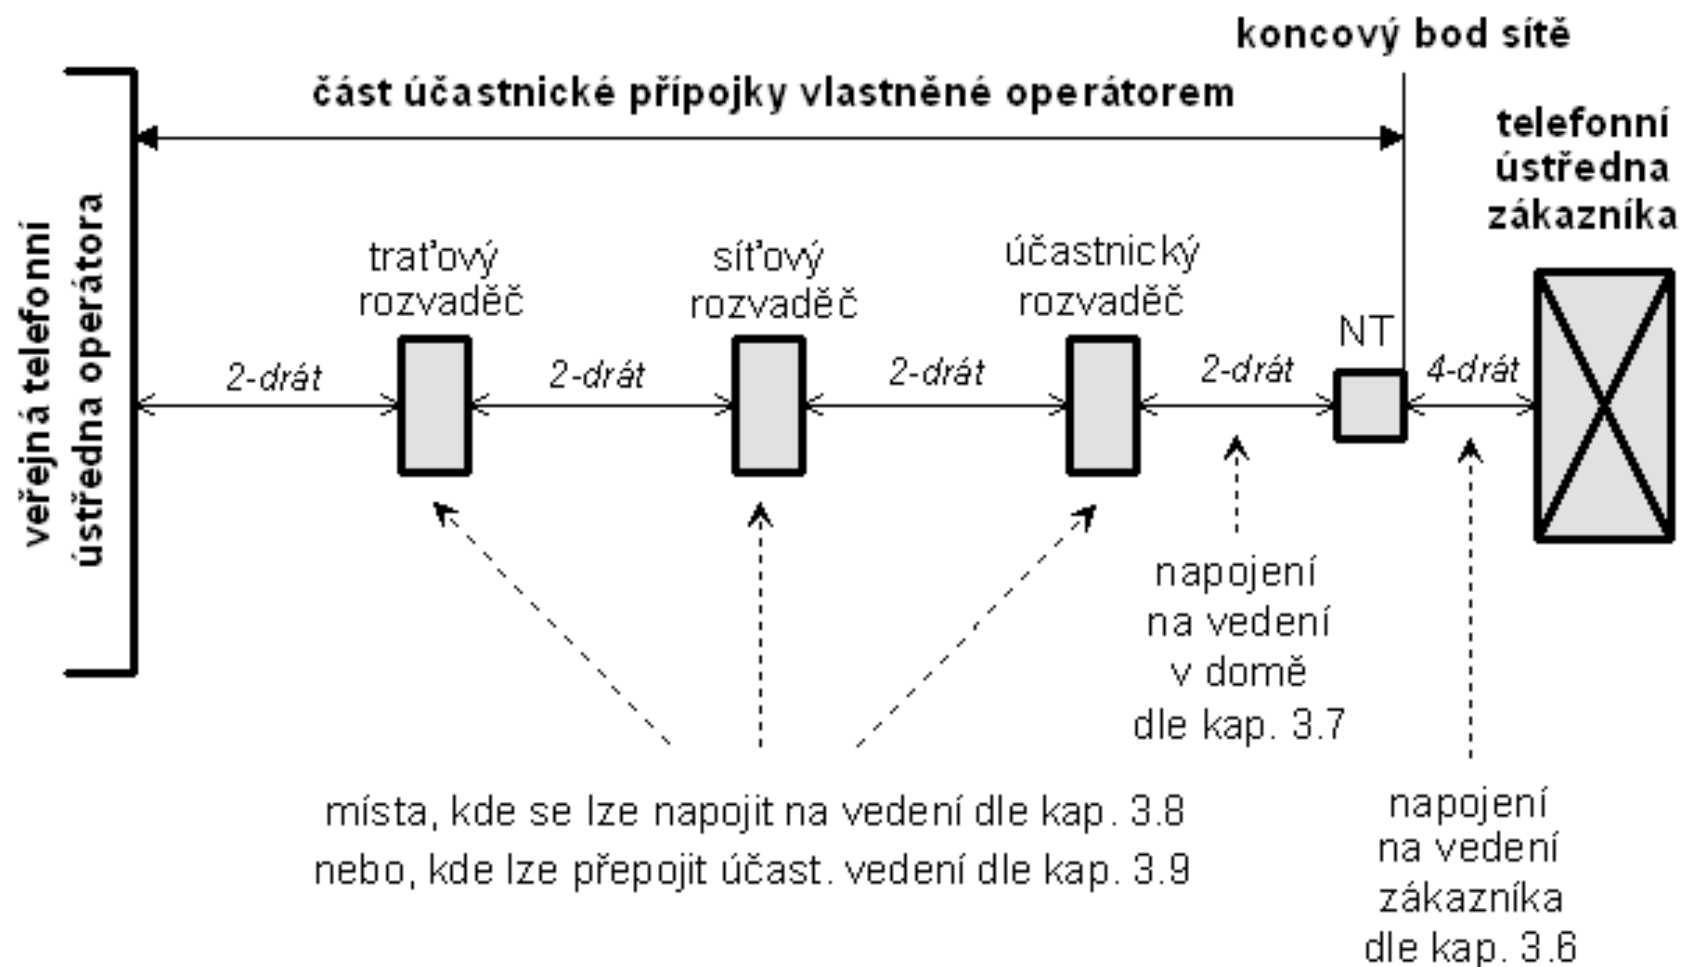 koncový bod sítě
část účastnické přípojky vlastněné operátorem
telefonní
ústředna
zákazníka
veřejná telefonní
ústředna operátora
traťový
rozvaděč
síťový
rozvaděč
účastnický
rozvaděč
NT
2-drát
2-drát
2-drát
2-drát
4-drát
napojení
na vedení
v domě
dle kap. 3.7
místa, kde se lze napojit na vedení dle kap. 3.8
nebo, kde lze přepojit účast. vedení dle kap. 3.9
napojení
na vedení
zákazníka
dle kap. 3.6